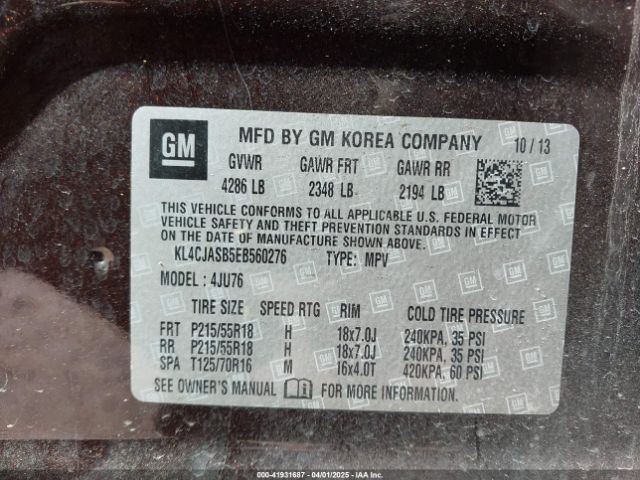 GM MFD BY GM KOREA COMPANY 10 / 13
GVWR GAWR FRT GAWR RR
4286 LB 2348 LB 2194 LB
THIS VEHICLE CONFORMS TO ALL APPLICABLE U.S. FEDERAL MOTOR
VEHICLE SAFETY AND THEFT PREVENTION STANDARDS IN EFFECT
ON THE DATE OF MANUFACTURE SHOWN ABOVE.
KL4CJASB5EB560276 TYPE: MPV
MODEL : 4JU76
TIRE SIZE SPEED RTG RIM COLD TIRE PRESSURE
FRT P215/55R18 H 18x7.0J 240KPA, 35 PSI
RR P215/55R18 H 18x7.0J 240KPA, 35 PSI
SPA T125/70R16 M 16x4.0T 420KPA, 60 PSI
SEE OWNER'S MANUAL FOR MORE INFORMATION.
000-41931687 - 04/01/2025 - IAA Inc.